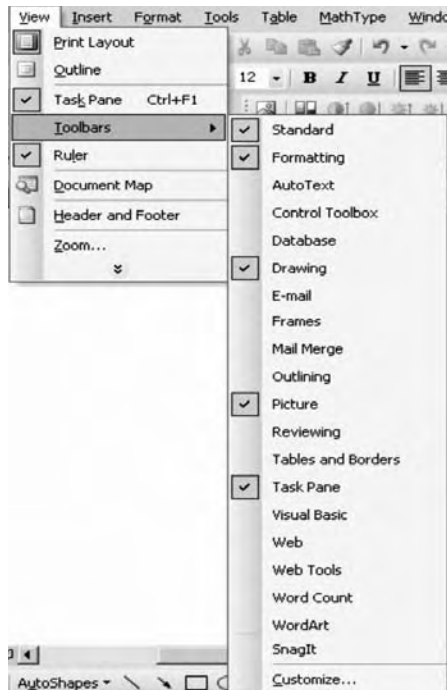 View Insert Format Tools Table MathType
Print Layout
Outline
Task Pane Ctrl+F1
Toolbars
Ruler
Document Map
Header and Footer
Zoom...
12 B I U
Standard
Formatting
AutoText
Control Toolbox
Database
Drawing
E-mail
Frames
Mail Merge
Outlining
Picture
Reviewing
Tables and Borders
Task Pane
Visual Basic
Web
Web Tools
Word Count
WordArt
SnagIt
Customize...
AutoShapes